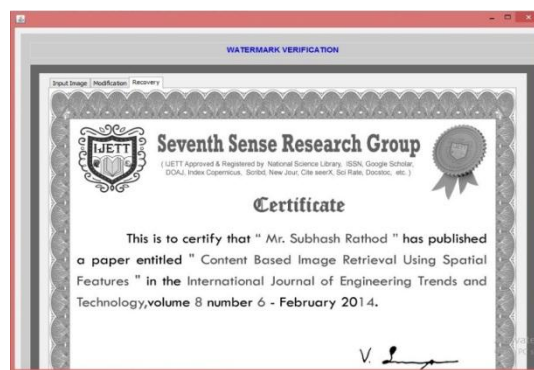 WATERMARK VERIFICATION
Input Image Modification Recovery
IJETT
Seventh Sense Research Group
( IJETT Approved & Registered by National Science Library, ISSN, Google Scholar,
DOAJ, Index Copernicus, Scribd, New Jour, Cite seerX, Sci Rate, Docstoc, etc. )
Certificate
This is to certify that " Mr. Subhash Rathod " has published
a paper entitled " Content Based Image Retrieval Using Spatial
Features " in the International Journal of Engineering Trends and
Technology,volume 8 number 6 - February 2014.
V.